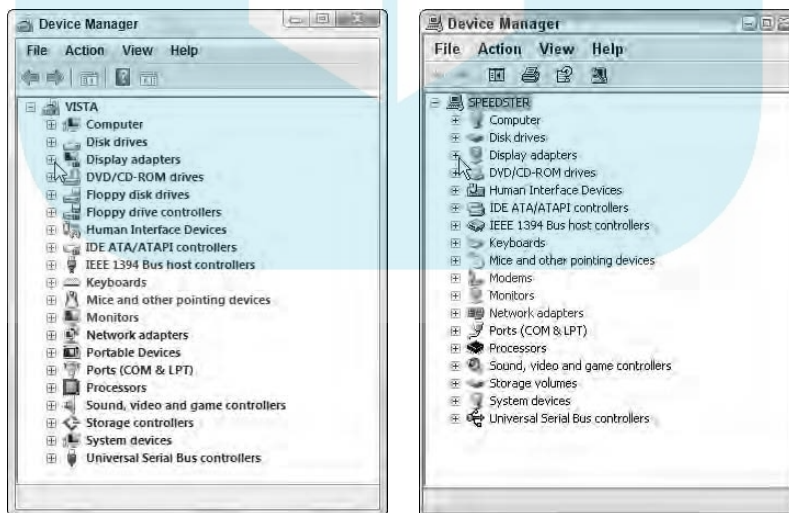 Device Manager
File Action View Help
VISTA
Computer
Disk drives
Display adapters
DVD/CD-ROM drives
Floppy disk drives
Floppy drive controllers
Human Interface Devices
IDE ATA/ATAPI controllers
IEEE 1394 Bus host controllers
Keyboards
Mice and other pointing devices
Monitors
Network adapters
Portable Devices
Ports (COM & LPT)
Processors
Sound, video and game controllers
Storage controllers
System devices
Universal Serial Bus controllers
Device Manager
File Action View Help
SPEEDSTER
Computer
Disk drives
Display adapters
DVD/CD-ROM drives
Human Interface Devices
IDE ATA/ATAPI controllers
IEEE 1394 Bus host controllers
Keyboards
Mice and other pointing devices
Modems
Monitors
Network adapters
Ports (COM & LPT)
Processors
Sound, video and game controllers
Storage volumes
System devices
Universal Serial Bus controllers